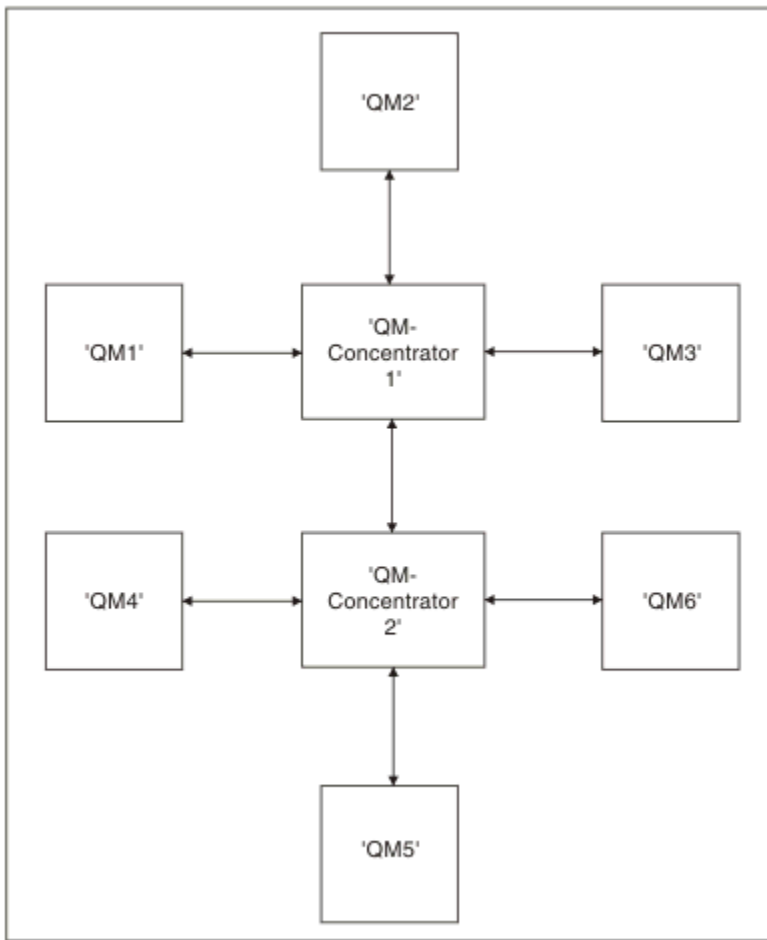 'QM2'
'QM1'
'QM-
Concentrator
1'
'QM3'
'QM4'
'QM-
Concentrator
2'
'QM6'
'QM5'